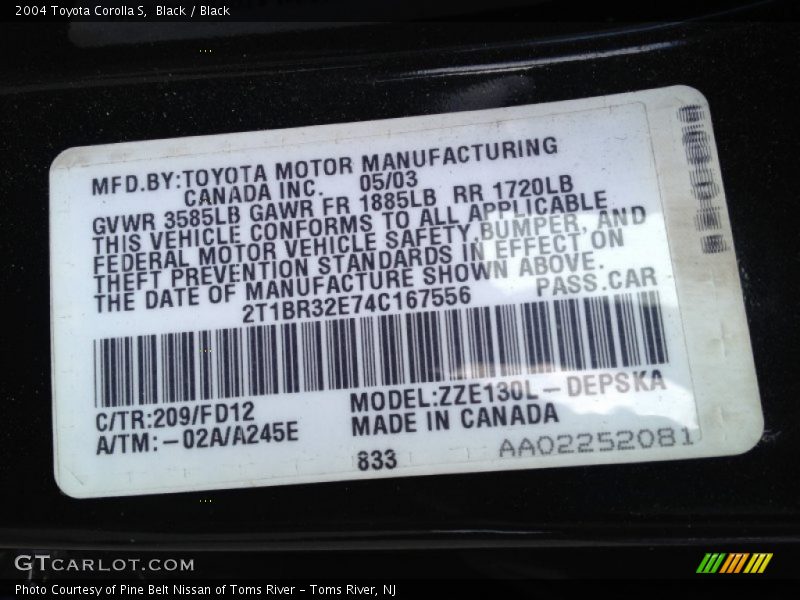 2004 Toyota Corolla S,  Black / Black
MFD.BY:TOYOTA MOTOR MANUFACTURING
CANADA INC. 05/03
GVWR 3585LB GAWR FR 1885LB RR 1720LB
THIS VEHICLE CONFORMS TO ALL APPLICABLE
FEDERAL MOTOR VEHICLE SAFETY,BUMPER, AND
THEFT PREVENTION STANDARDS IN EFFECT ON
THE DATE OF MANUFACTURE SHOWN ABOVE.
2T1BR32E74C167556 PASS.CAR
C/TR:209/FD12 MODEL:ZZE130L-DEPSKA
A/TM:-02A/A245E MADE IN CANADA
833 AA02252081
GTCARLOT.COM
Photo Courtesy of Pine Belt Nissan of Toms River – Toms River, NJ